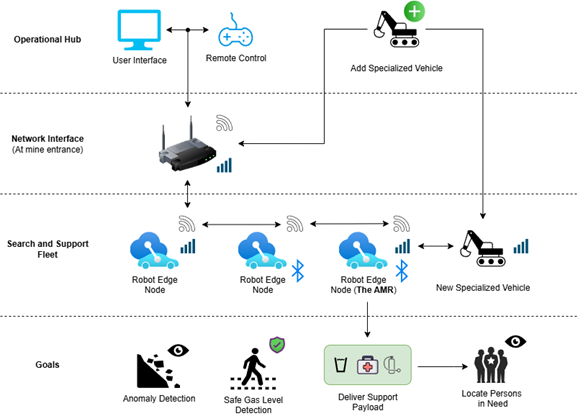 Operational Hub
User Interface
Remote Control
Add Specialized Vehicle
Network Interface
(At mine entrance)
Search and Support
Fleet
Robot Edge
Node
Robot Edge
Node
Robot Edge
Node (The AMR)
New Specialized Vehicle
Goals
Anomaly Detection
Safe Gas Level
Detection
Deliver Support
Payload
Locate Persons
in Need